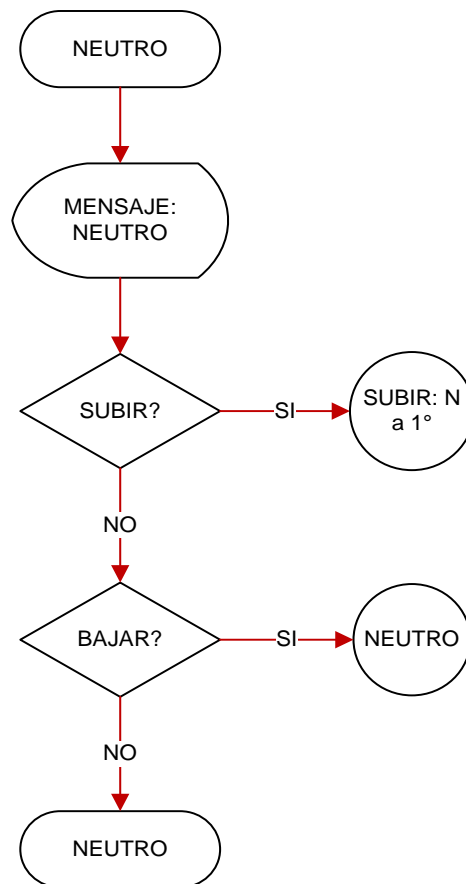 NEUTRO
MENSAJE:
NEUTRO
SUBIR?
SI
SUBIR: N
a 1°
NO
BAJAR?
SI
NEUTRO
NO
NEUTRO